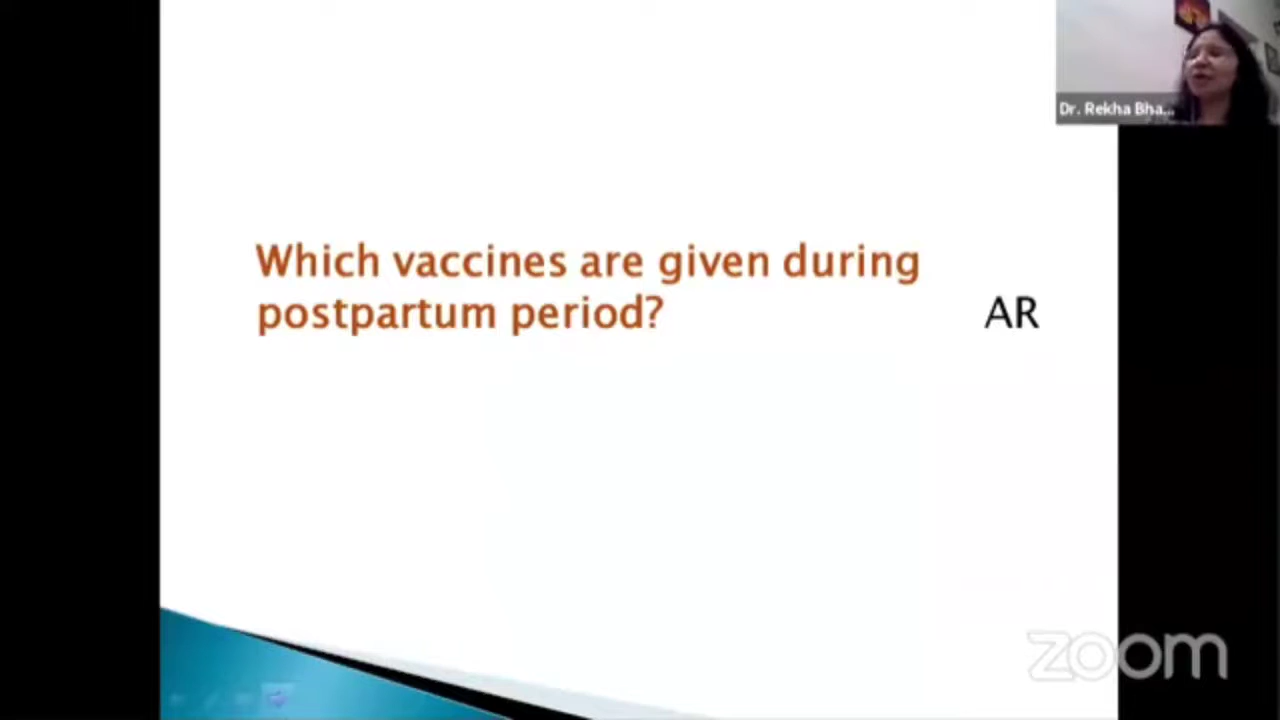 Dr. Rekha Bha...
Which vaccines are given during
postpartum period?
AR
zoom